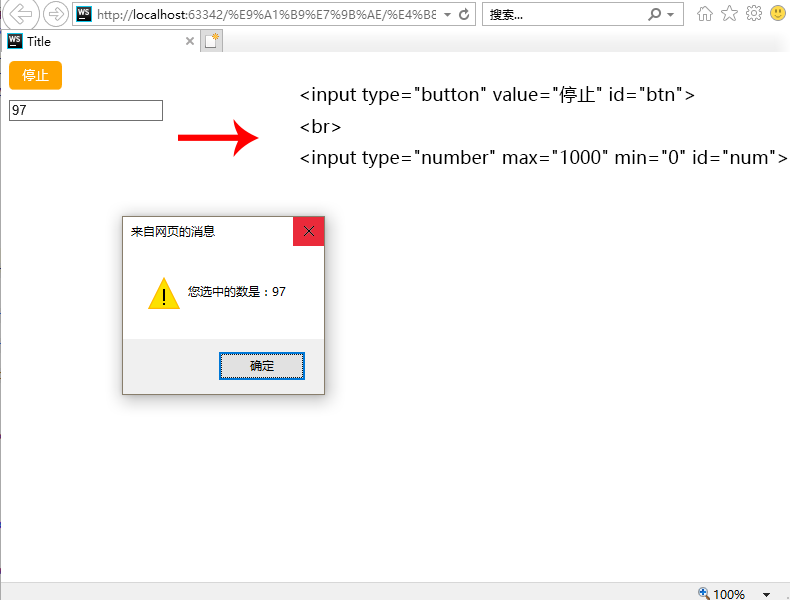 WS http://localhost:63342/%E9%A1%B9%E7%9B%AE/%E4%B8
搜索...
WS Title
停止
97
<input type="button" value="停止" id="btn">
<br>
<input type="number" max="1000" min="0" id="num">
来自网页的消息
您选中的数是：97
确定
100%